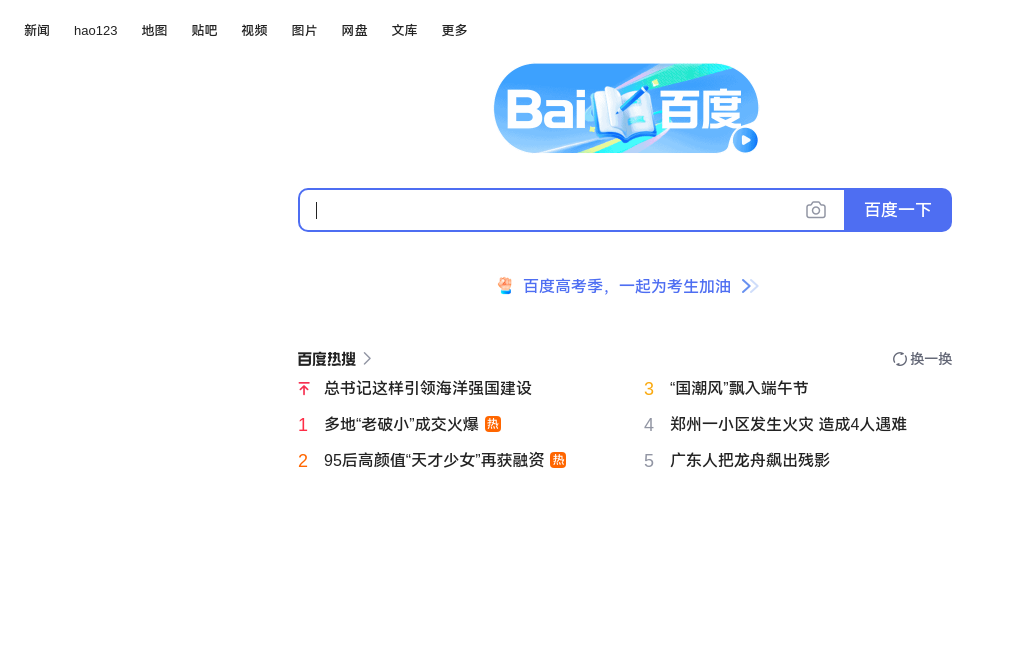 新闻 hao123 地图 贴吧 视频 图片 网盘 文库 更多
Bai 百度
百度一下
百度高考季，一起为考生加油
百度热搜
换一换
总书记这样引领海洋强国建设
3 “国潮风”飘入端午节
1 多地“老破小”成交火爆 热
4 郑州一小区发生火灾 造成4人遇难
2 95后高颜值“天才少女”再获融资 热
5 广东人把龙舟飙出残影